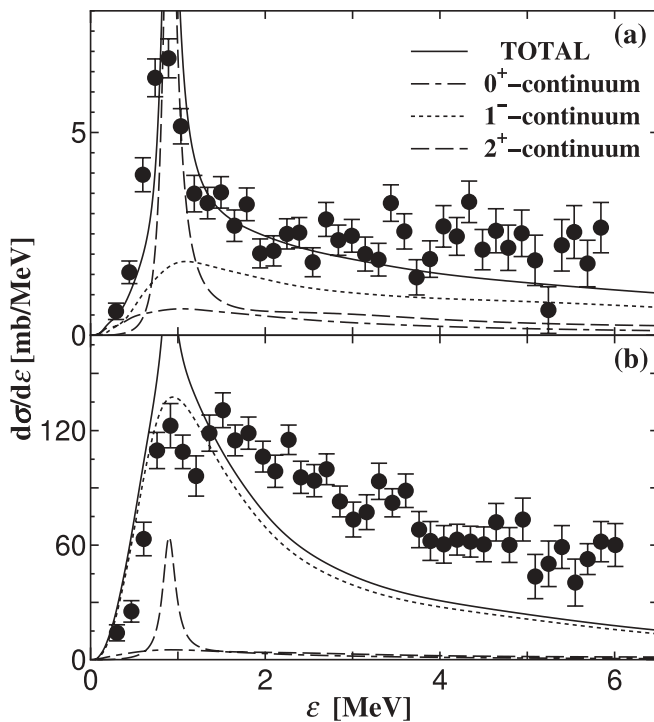 (a)
TOTAL
0⁺−continuum
1⁻−continuum
2⁺−continuum
5
0
dσ/dε [mb/MeV]
(b)
120
60
0
0 2 4 6
ε [MeV]